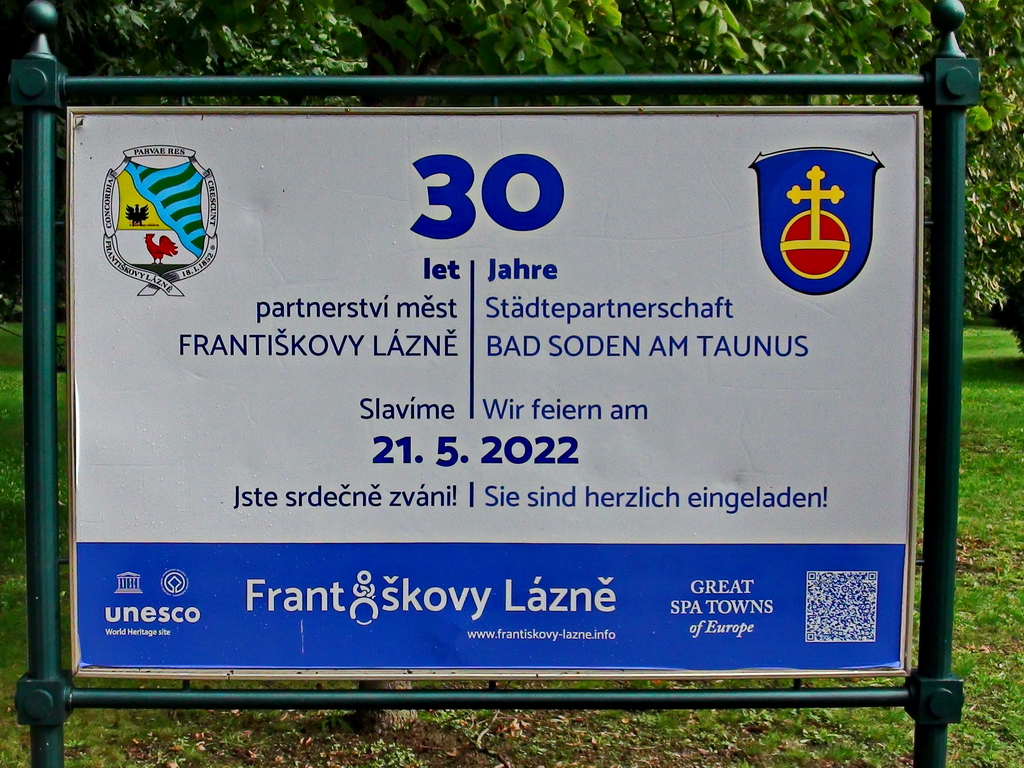 PARVAE RES
CONCORDIA
CRESCUNT
FRANTIŠKOVY LÁZNĚ * 18.1.1852 *
30
let | Jahre
partnerství měst | Städtepartnerschaft
FRANTIŠKOVY LÁZNĚ | BAD SODEN AM TAUNUS
Slavíme | Wir feiern am
21. 5. 2022
Jste srdečně zváni! | Sie sind herzlich eingeladen!
unesco
World Heritage site
Františkovy Lázně
www.frantiskovy-lazne.info
GREAT
SPA TOWNS
of Europe